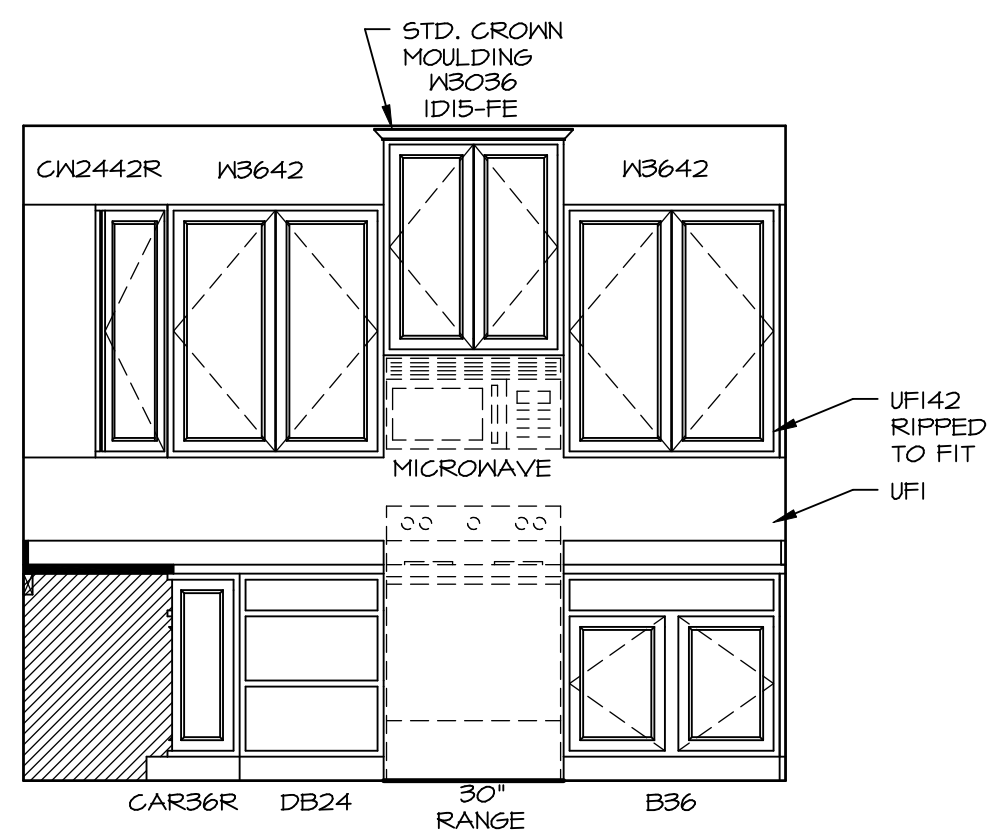 STD. CROWN
MOULDING
W3036
1D15-FE
CW2442R
W3642
W3642
UF142
RIPPED
TO FIT
MICROWAVE
UF1
CAR36R
DB24
30"
RANGE
B36